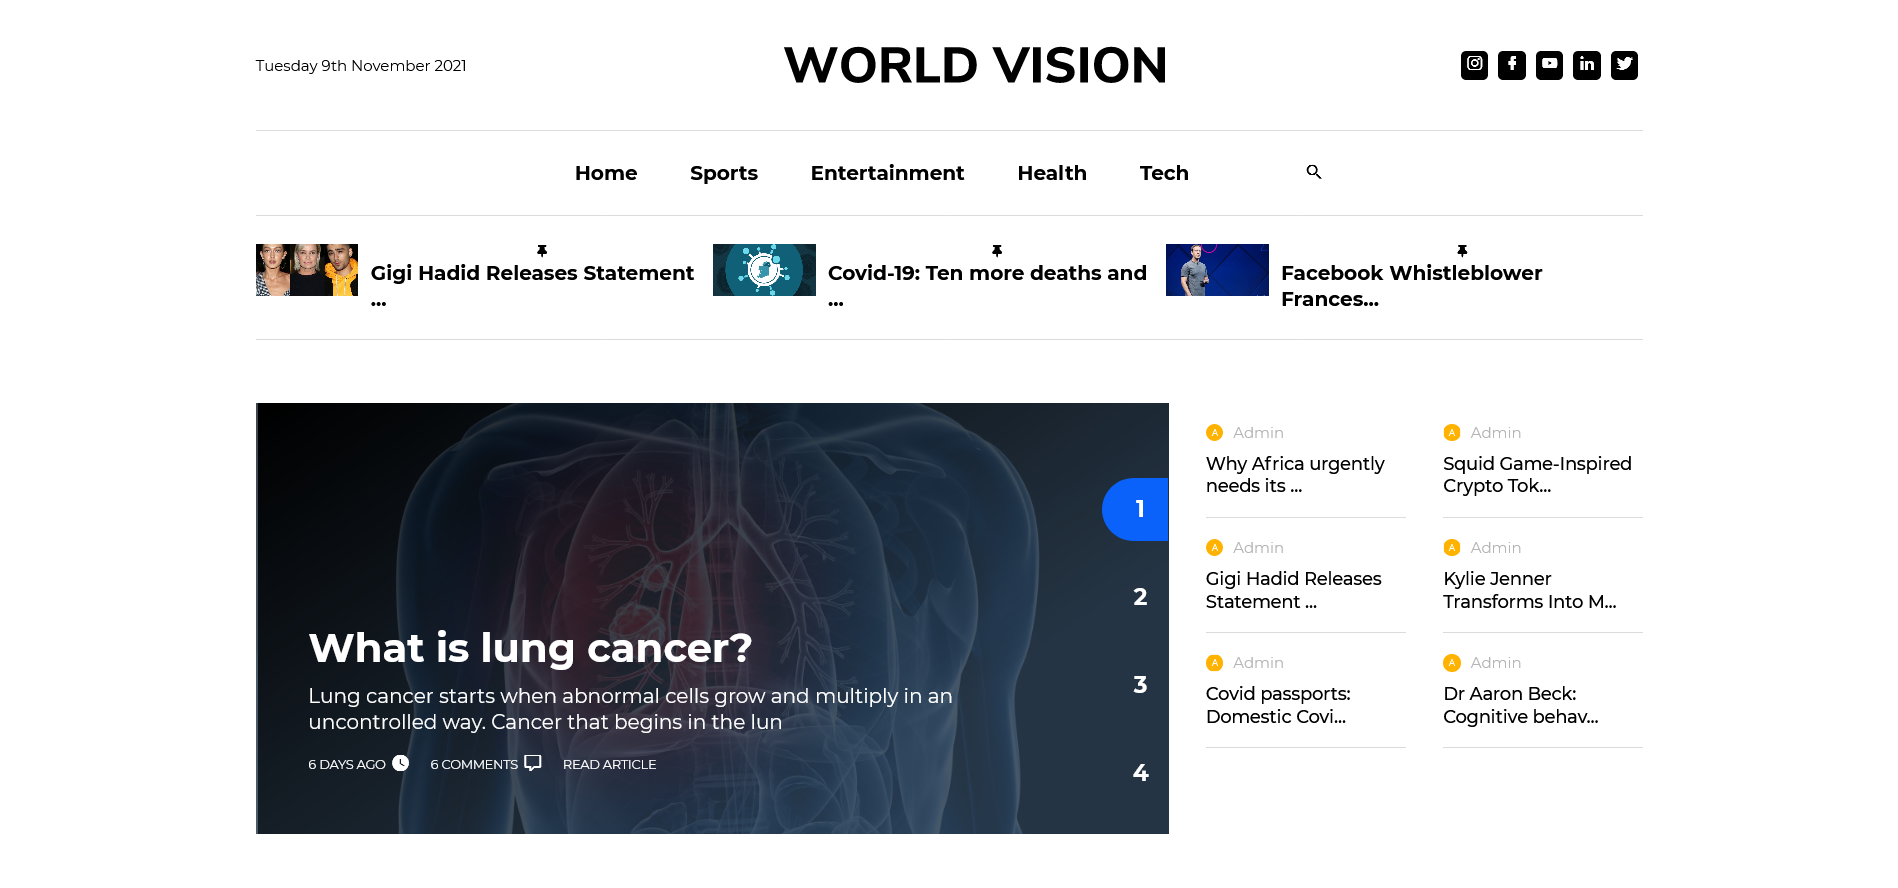 Tuesday 9th November 2021
WORLD VISION
Home
Sports
Entertainment
Health
Tech
Gigi Hadid Releases Statement
...
Covid-19: Ten more deaths and
...
Facebook Whistleblower
Frances...
What is lung cancer?
Lung cancer starts when abnormal cells grow and multiply in an
uncontrolled way. Cancer that begins in the lun
6 DAYS AGO
6 COMMENTS
READ ARTICLE
1
2
3
4
A Admin
Why Africa urgently
needs its ...
A Admin
Squid Game-Inspired
Crypto Tok...
A Admin
Gigi Hadid Releases
Statement ...
A Admin
Kylie Jenner
Transforms Into M...
A Admin
Covid passports:
Domestic Covi...
A Admin
Dr Aaron Beck:
Cognitive behav...